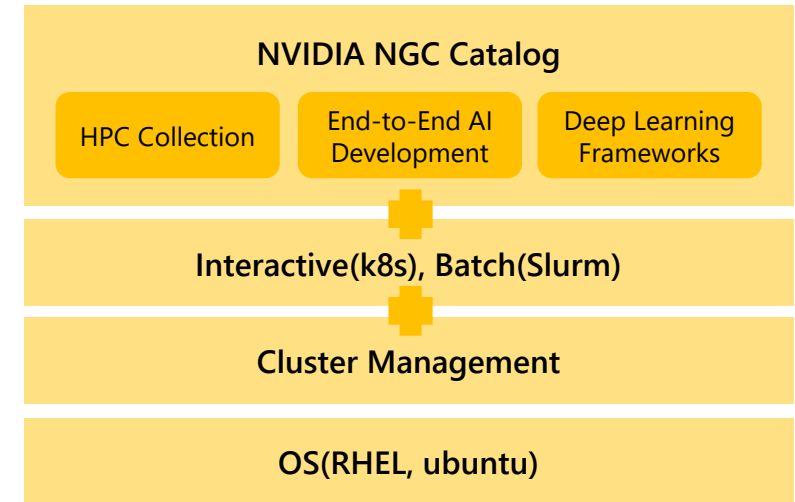 NVIDIA NGC Catalog
HPC Collection
End-to-End AI
Development
Deep Learning
Frameworks
Interactive(k8s), Batch(Slurm)
Cluster Management
OS(RHEL, ubuntu)